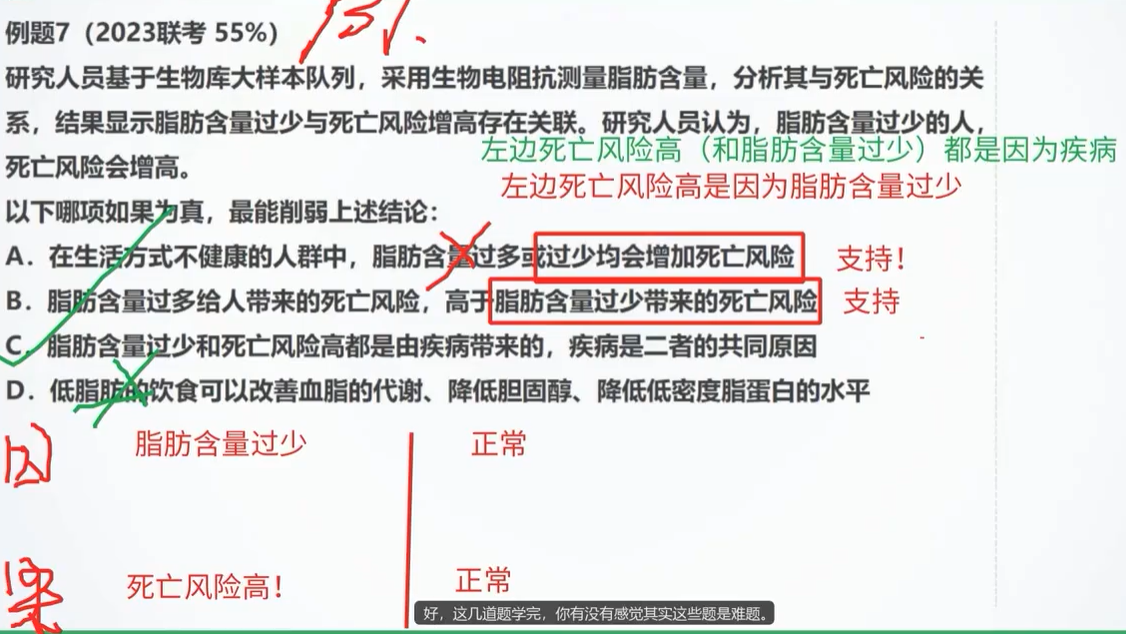 例题7（2023联考 55%）
研究人员基于生物库大样本队列，采用生物电阻抗测量脂肪含量，分析其与死亡风险的关
系，结果显示脂肪含量过少与死亡风险增高存在关联。研究人员认为，脂肪含量过少的人，
左边死亡风险高（和脂肪含量过少）都是因为疾病
死亡风险会增高。
左边死亡风险高是因为脂肪含量过少
以下哪项如果为真，最能削弱上述结论：
A．在生活方式不健康的人群中，脂肪含量过多或过少均会增加死亡风险 支持！
B．脂肪含量过多给人带来的死亡风险，高于脂肪含量过少带来的死亡风险 支持
C．脂肪含量过少和死亡风险高都是由疾病带来的，疾病是二者的共同原因
D．低脂肪的饮食可以改善血脂的代谢、降低胆固醇、降低低密度脂蛋白的水平
因 脂肪含量过少 正常
果 死亡风险高！ 正常
好，这几道题学完，你有没有感觉其实这些题是难题。